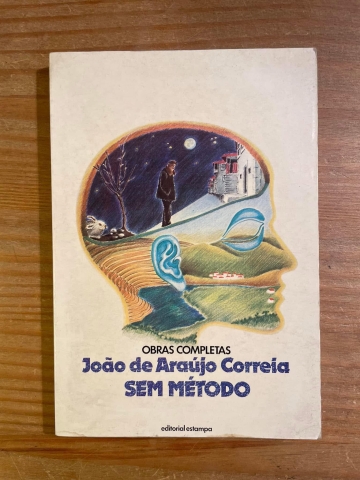 OBRAS COMPLETAS
João de Araújo Correia
SEM MÉTODO
editorial estampa